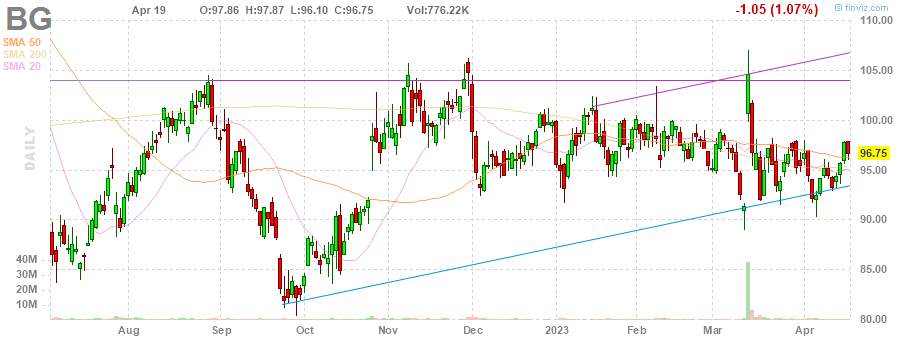 BG
Apr 19 O:97.86 H:97.87 L:96.10 C:96.75 Vol:776.22K
-1.05 (1.07%)
© finviz.com
SMA 50
SMA 200
SMA 20
DAILY
110.00
105.00
100.00
96.75
95.00
90.00
85.00
80.00
40M
30M
20M
10M
Aug Sep Oct Nov Dec 2023 Feb Mar Apr